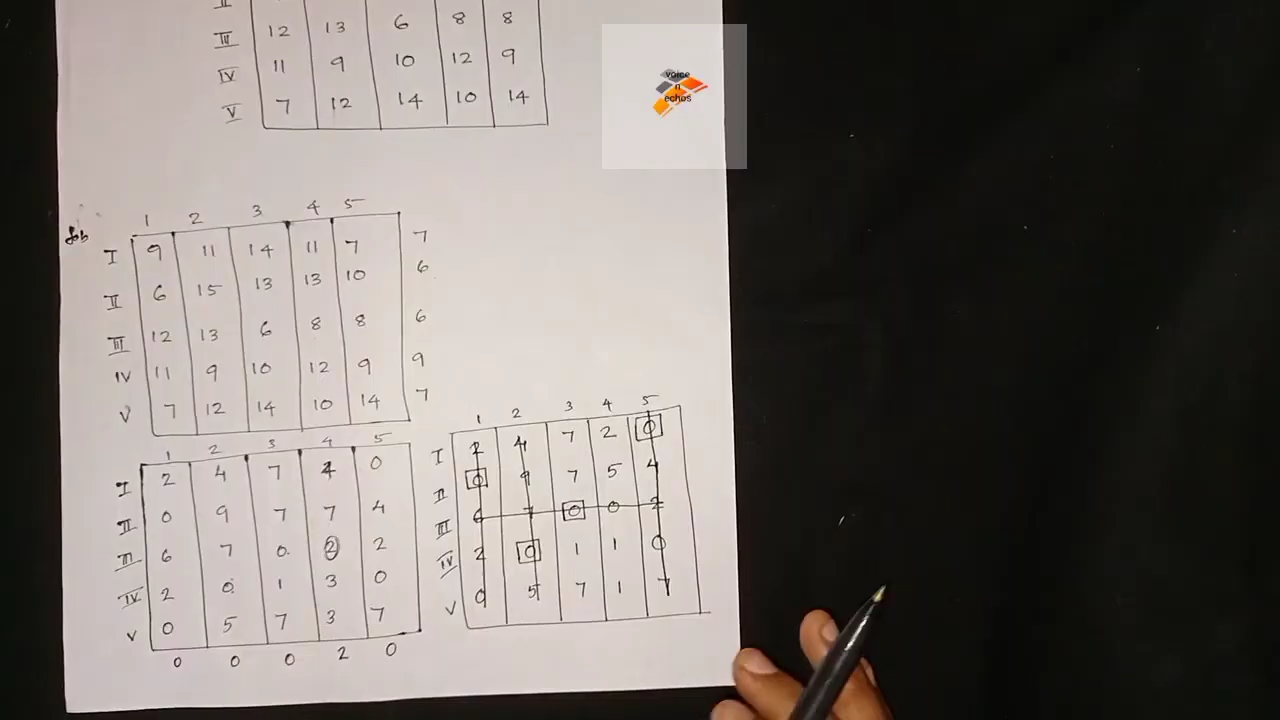 II
III 12 13 6 8 8
IV 11 9 10 12 9
V 7 12 14 10 14
voice
n
echos
1 2 3 4 5
Job
I 9 11 14 11 7 7
II 6 15 13 13 10 6
III 12 13 6 8 8 6
IV 11 9 10 12 9 9
V 7 12 14 10 14 7
1 2 3 4 5
I 2 4 7 4 0
II 0 9 7 7 4
III 6 7 0 2 2
IV 2 0 1 3 0
V 0 5 7 3 7
0 0 0 2 0
1 2 3 4 5
I 2 4 7 2 0
II 0 9 7 5 4
III 6 7 0 0 2
IV 2 0 1 1 0
V 0 5 7 1 7